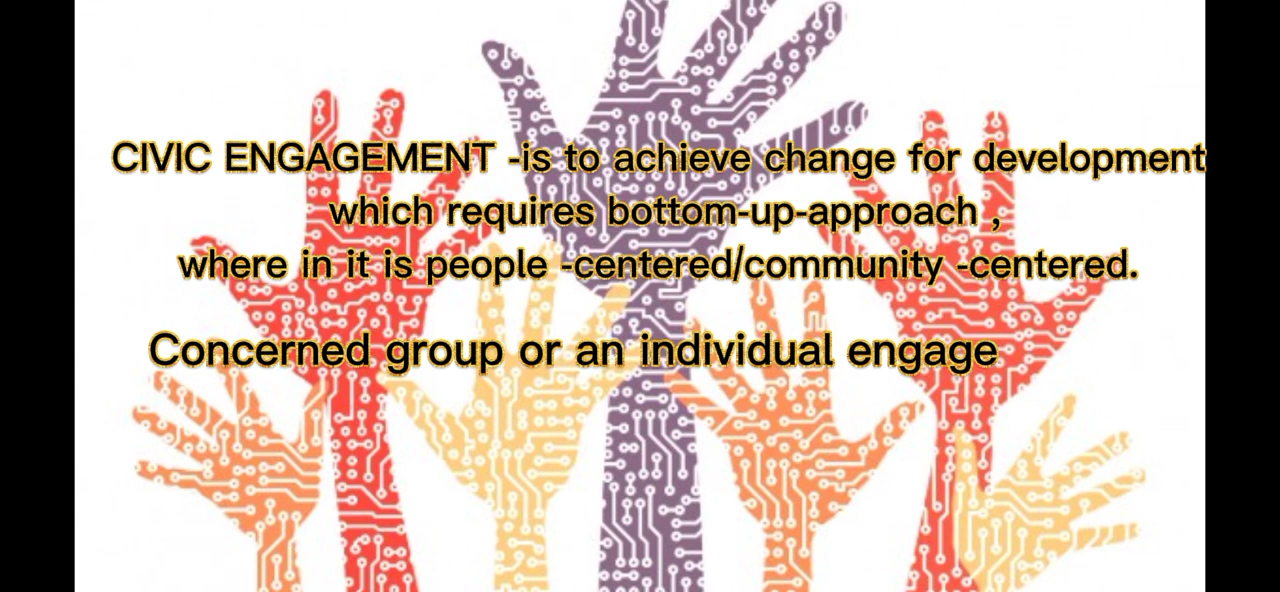 CIVIC ENGAGEMENT -is to achieve change for development
which requires bottom-up-approach ,
where in it is people -centered/community -centered.
Concerned group or an individual engage